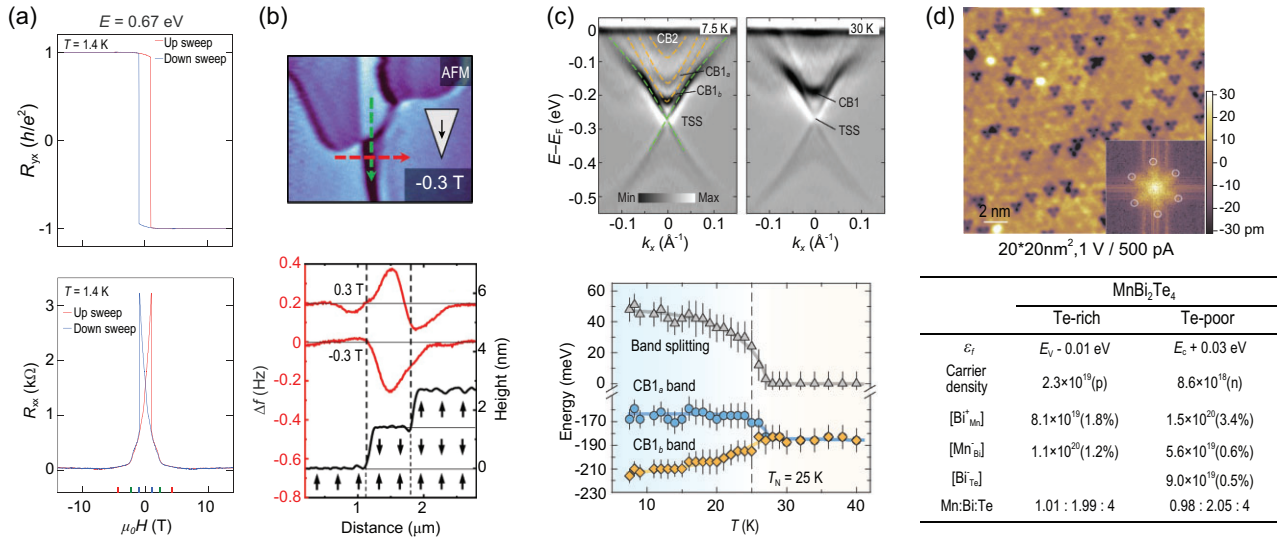 (a)
E = 0.67 eV
T = 1.4 K
Up sweep
Down sweep
1
0
-1
R_yx (h/e²)
T = 1.4 K
Up sweep
Down sweep
3
2
1
0
R_xx (kΩ)
-10 0 10
μ₀H (T)
(b)
AFM
-0.3 T
0.4
0.2
0
-0.2
-0.4
-0.6
-0.8
Δf (Hz)
0.3 T
-0.3 T
6
4
2
0
Height (nm)
0 1 2
Distance (μm)
(c)
7.5 K
30 K
CB2
CB1ₐ
CB1_b
TSS
CB1
TSS
0
-0.1
-0.2
-0.3
-0.4
-0.5
E–E_F (eV)
Min Max
-0.1 0 0.1
-0.1 0 0.1
k_x (Å⁻¹)
k_x (Å⁻¹)
60
40
20
0
-170
-190
-210
-230
Energy (meV)
Band splitting
CB1ₐ band
CB1_b band
T_N = 25 K
10 20 30 40
T (K)
(d)
30
20
10
0
-10
-20
-30 pm
2 nm
20*20nm²,1 V / 500 pA
MnBi₂Te₄
Te-rich Te-poor
ε_f E_V - 0.01 eV E_c + 0.03 eV
Carrier density 2.3×10¹⁹(p) 8.6×10¹⁸(n)
[Bi⁺_Mn] 8.1×10¹⁹(1.8%) 1.5×10²⁰(3.4%)
[Mn⁻_Bi] 1.1×10²⁰(1.2%) 5.6×10¹⁹(0.6%)
[Bi⁻_Te] 9.0×10¹⁹(0.5%)
Mn:Bi:Te 1.01 : 1.99 : 4 0.98 : 2.05 : 4